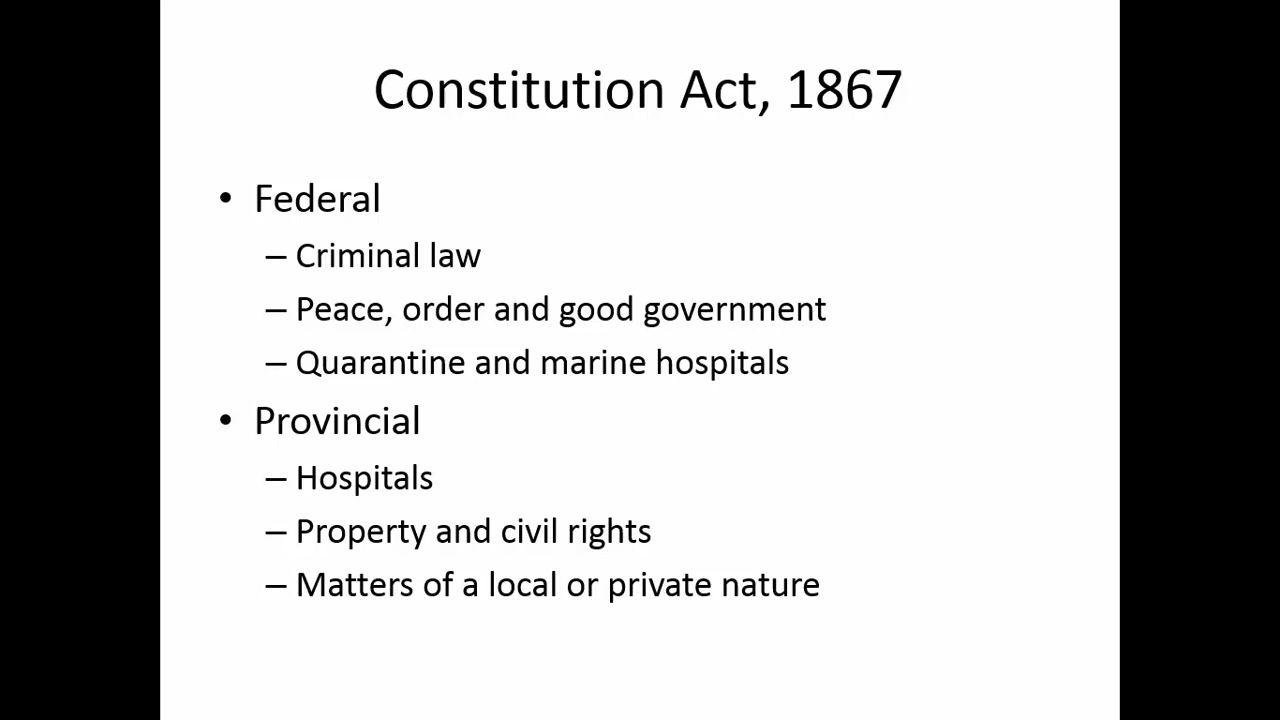 Constitution Act, 1867
• Federal
– Criminal law
– Peace, order and good government
– Quarantine and marine hospitals
• Provincial
– Hospitals
– Property and civil rights
– Matters of a local or private nature